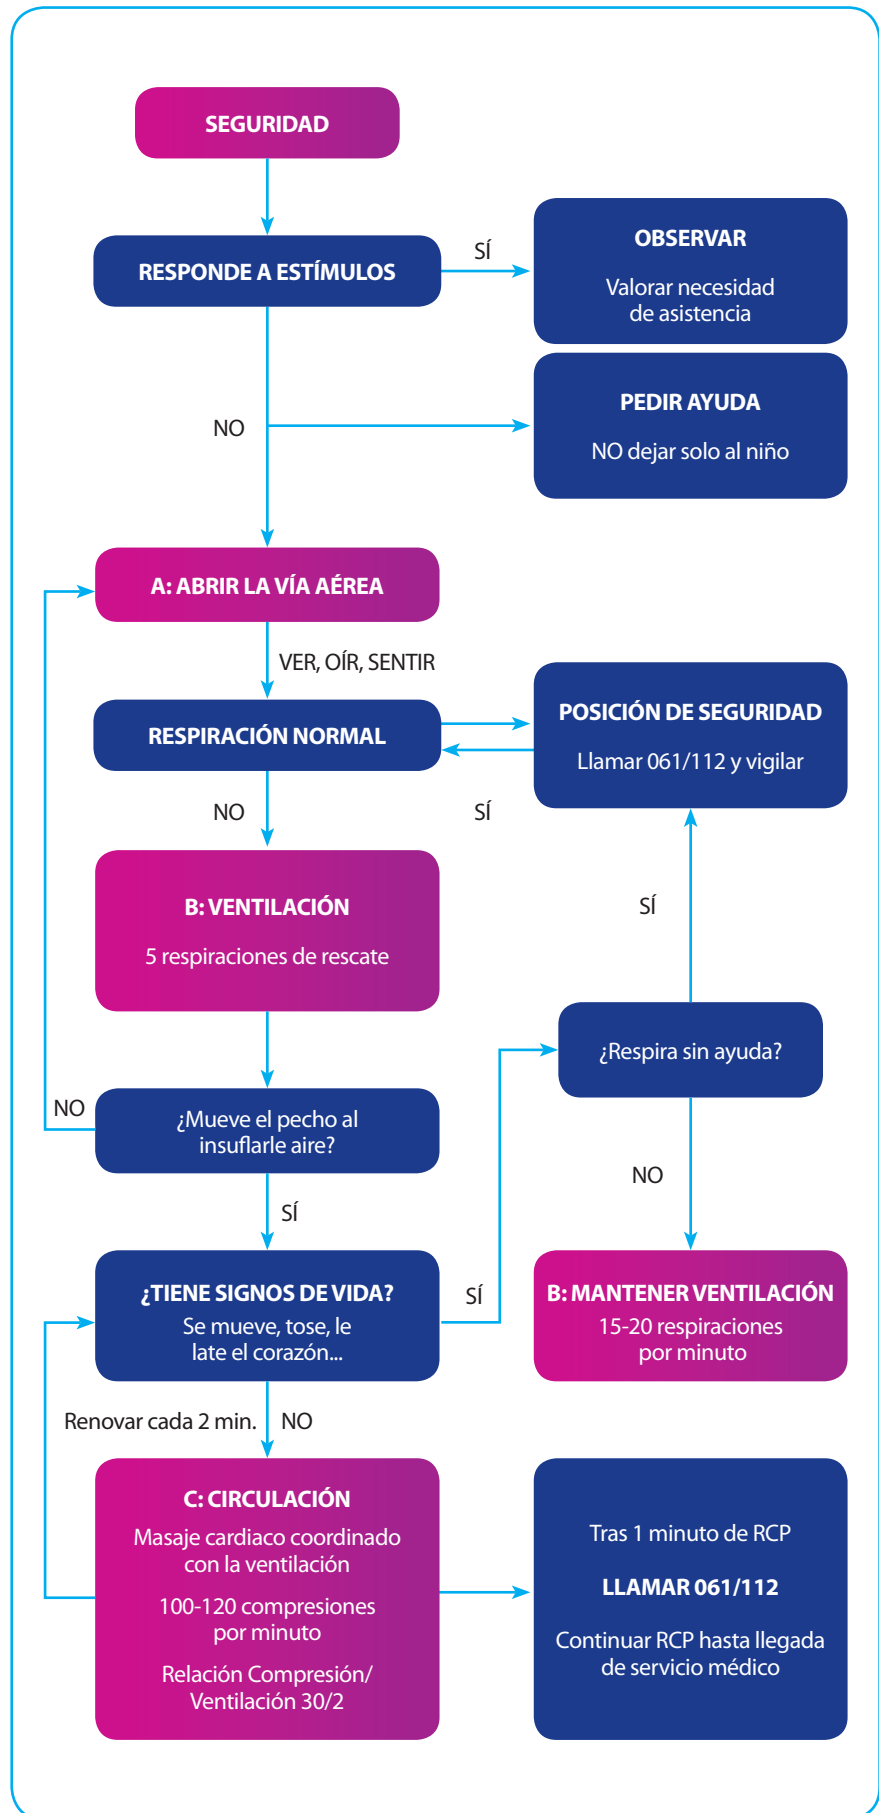 SEGURIDAD
RESPONDE A ESTÍMULOS
SÍ
OBSERVAR
Valorar necesidad
de asistencia
NO
PEDIR AYUDA
NO dejar solo al niño
A: ABRIR LA VÍA AÉREA
VER, OÍR, SENTIR
RESPIRACIÓN NORMAL
POSICIÓN DE SEGURIDAD
Llamar 061/112 y vigilar
NO
SÍ
B: VENTILACIÓN
5 respiraciones de rescate
SÍ
¿Respira sin ayuda?
NO
¿Mueve el pecho al
insuflarle aire?
NO
SÍ
¿TIENE SIGNOS DE VIDA?
Se mueve, tose, le
late el corazón...
SÍ
B: MANTENER VENTILACIÓN
15-20 respiraciones
por minuto
Renovar cada 2 min.
NO
C: CIRCULACIÓN
Masaje cardiaco coordinado
con la ventilación
100-120 compresiones
por minuto
Relación Compresión/
Ventilación 30/2
Tras 1 minuto de RCP
LLAMAR 061/112
Continuar RCP hasta llegada
de servicio médico